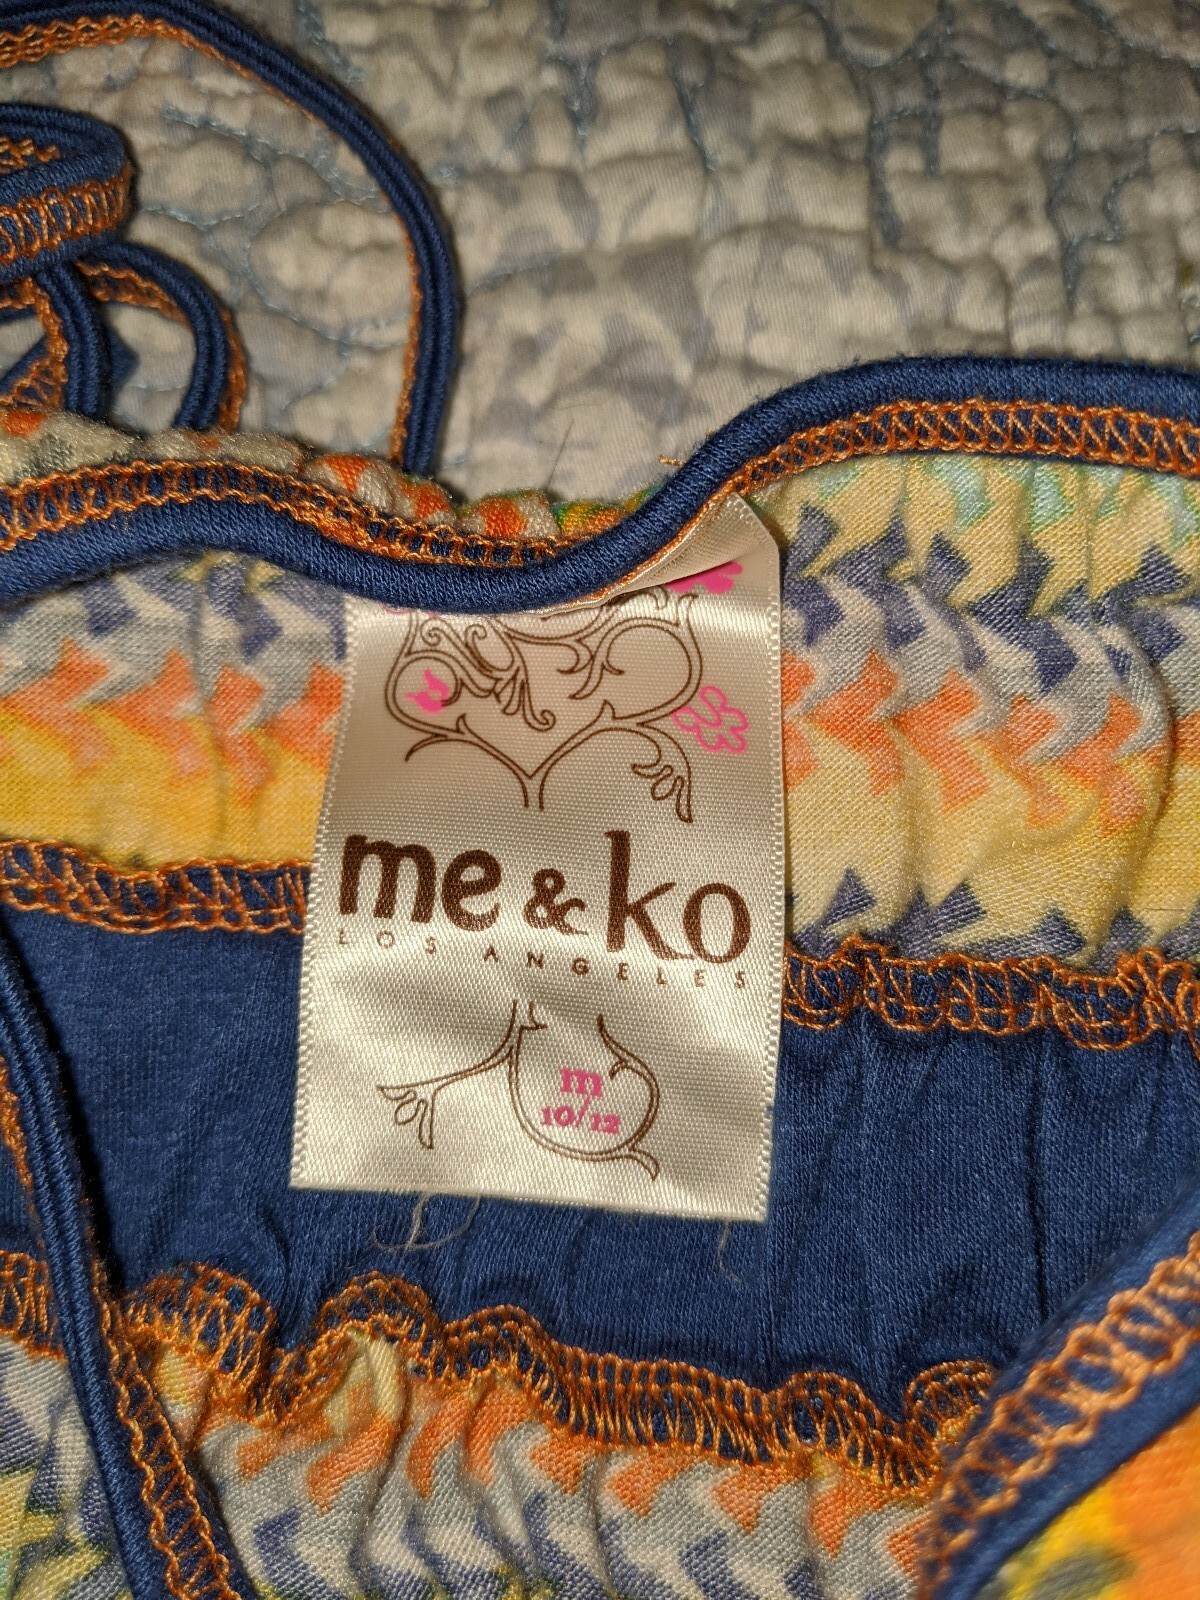 me & ko
LOS ANGELES
m
10/12